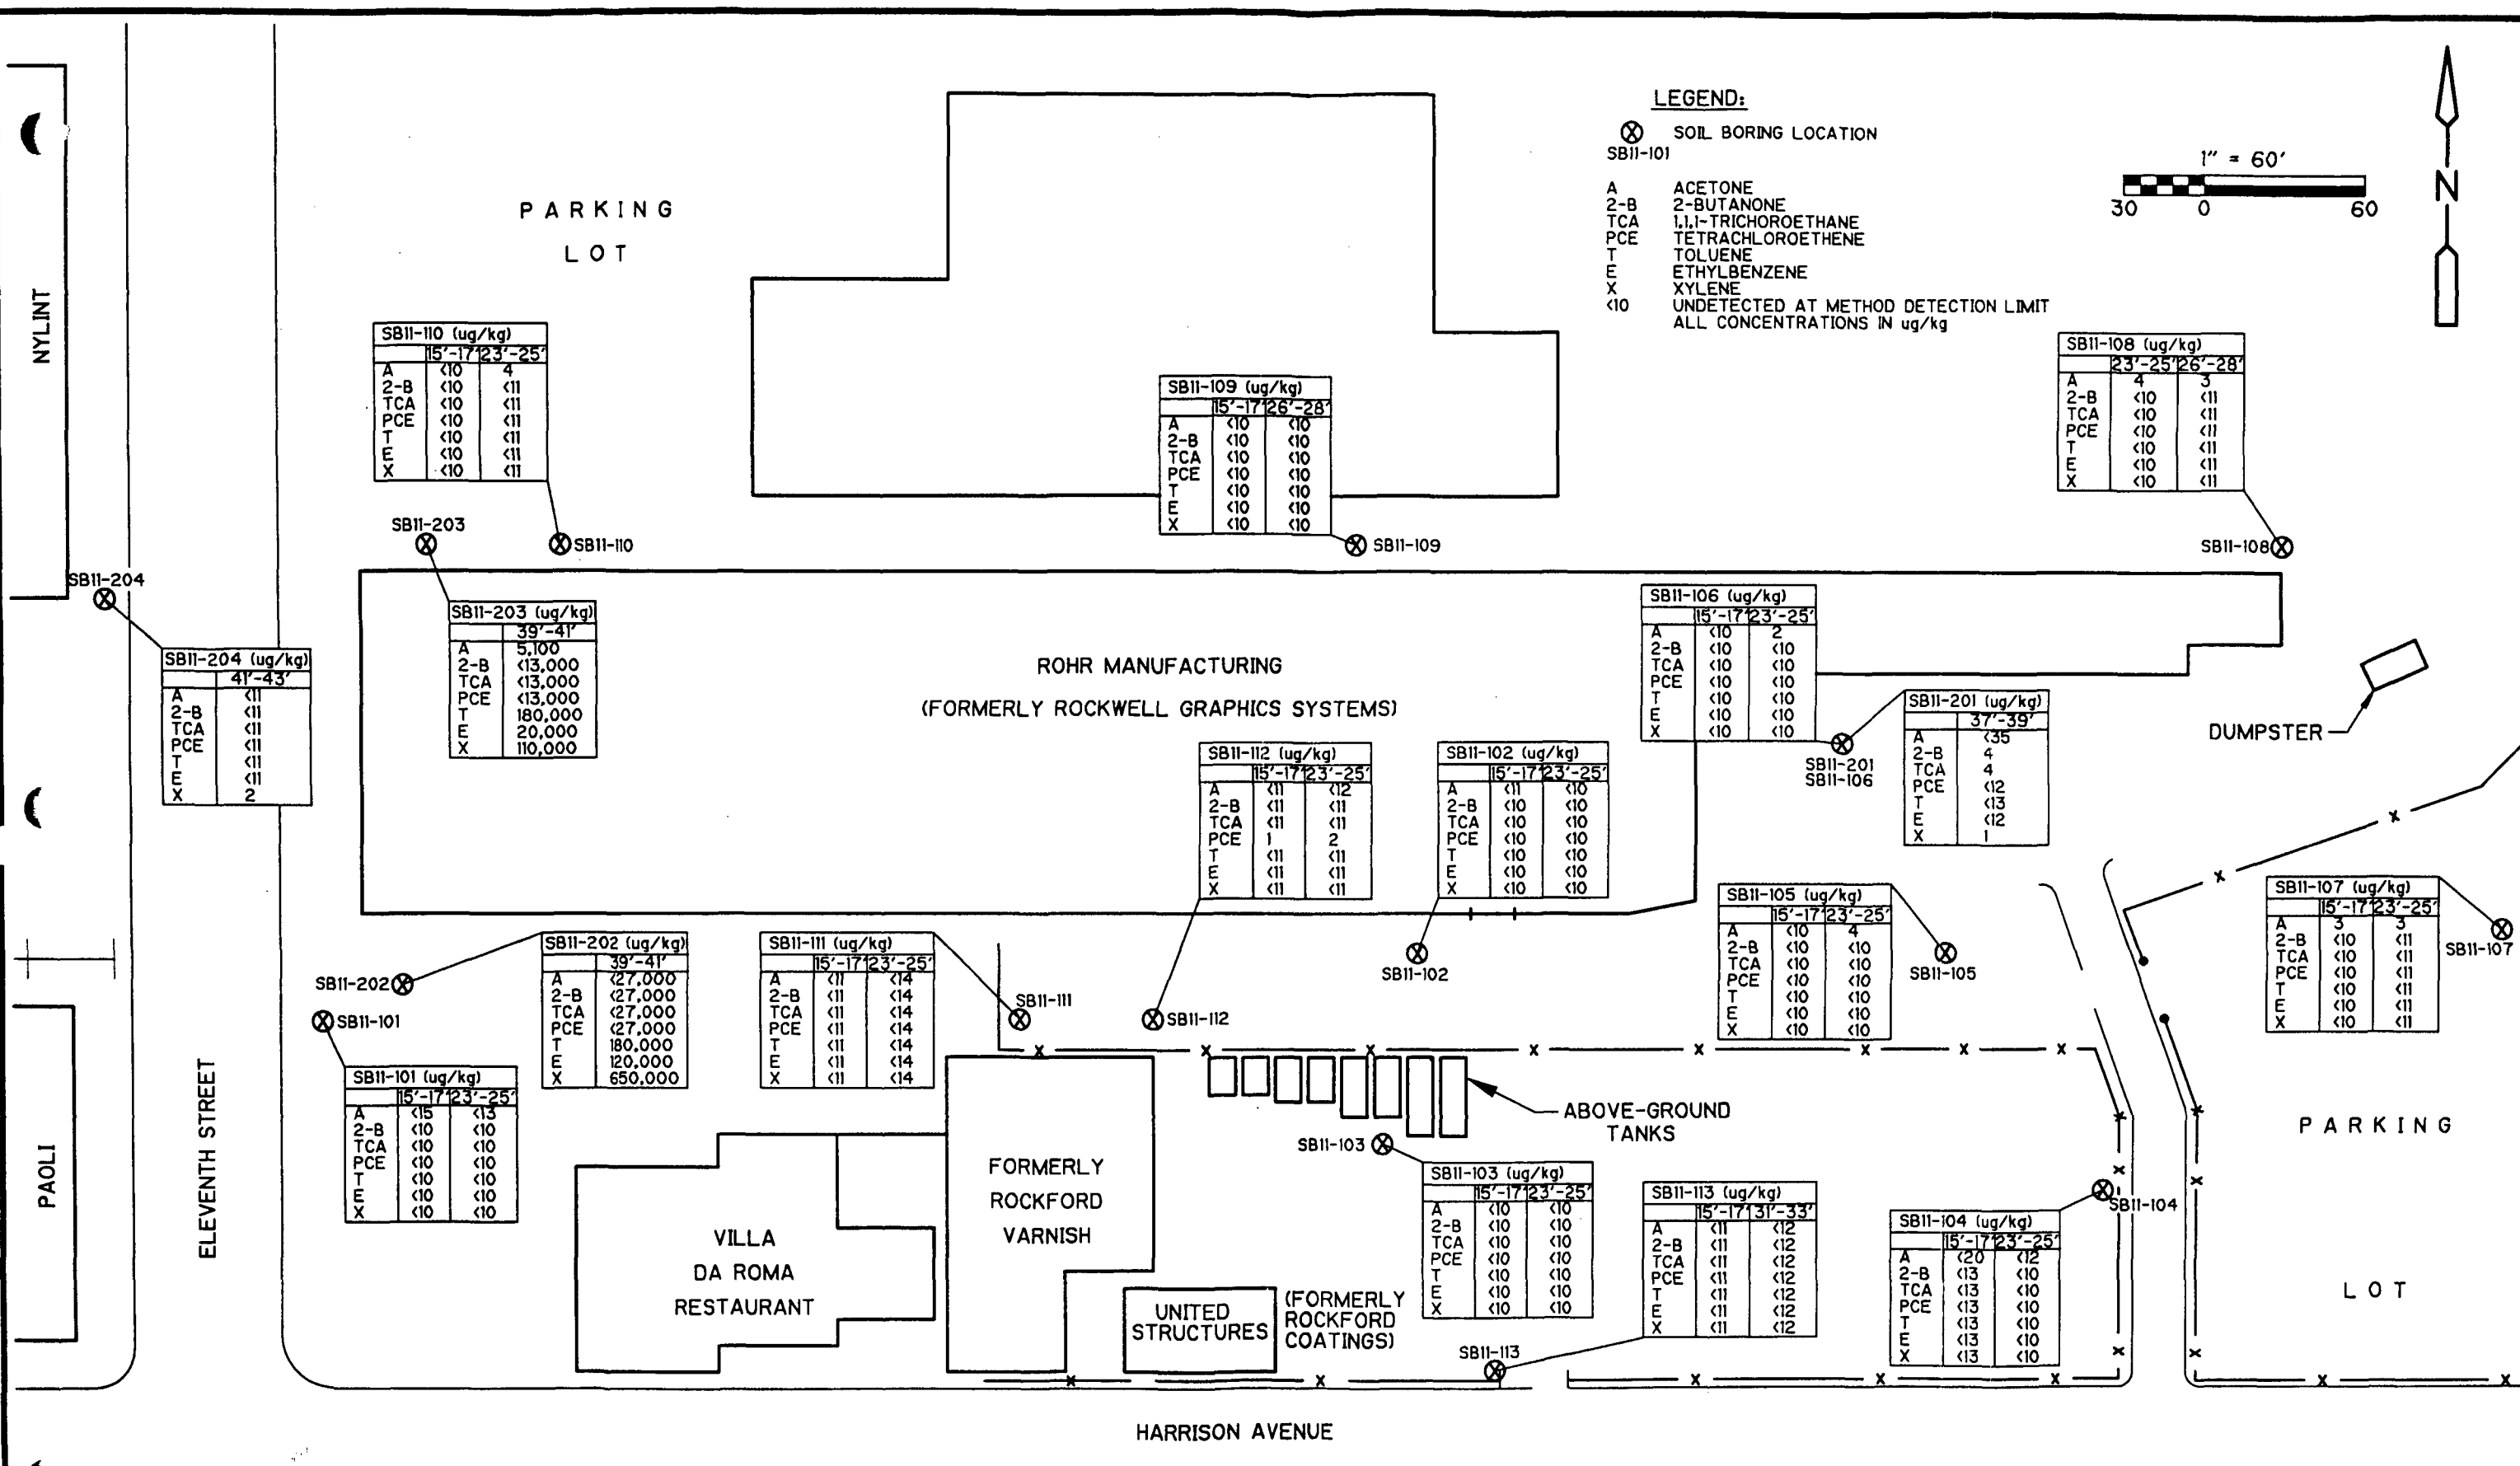 LEGEND:
SOIL BORING LOCATION
SB11-101
A ACETONE
2-B 2-BUTANONE
TCA 1,1,1-TRICHOROETHANE
PCE TETRACHLOROETHENE
T TOLUENE
E ETHYLBENZENE
X XYLENE
<10 UNDETECTED AT METHOD DETECTION LIMIT
ALL CONCENTRATIONS IN ug/kg
1" = 60'
30 0 60
N
PARKING
LOT
NYLINT
SB11-110 (ug/kg)
15'-17' 23'-25'
A <10 4
2-B <10 <11
TCA <10 <11
PCE <10 <11
T <10 <11
E <10 <11
X <10 <11
SB11-110
SB11-109 (ug/kg)
15'-17' 26'-28'
A <10 <10
2-B <10 <10
TCA <10 <10
PCE <10 <10
T <10 <10
E <10 <10
X <10 <10
SB11-109
SB11-108 (ug/kg)
23'-25' 26'-28'
A 4 3
2-B <10 <11
TCA <10 <11
PCE <10 <11
T <10 <11
E <10 <11
X <10 <11
SB11-108
SB11-203
SB11-203 (ug/kg)
39'-41'
A 5,100
2-B <13,000
TCA <13,000
PCE <13,000
T 180,000
E 20,000
X 110,000
SB11-204
SB11-204 (ug/kg)
41'-43'
A <11
2-B <11
TCA <11
PCE <11
T <11
E <11
X 2
ROHR MANUFACTURING
(FORMERLY ROCKWELL GRAPHICS SYSTEMS)
SB11-106 (ug/kg)
15'-17' 23'-25'
A <10 2
2-B <10 <10
TCA <10 <10
PCE <10 <10
T <10 <10
E <10 <10
X <10 <10
SB11-201
SB11-106
SB11-201 (ug/kg)
37'-39'
A <35
2-B 4
TCA 4
PCE <12
T <13
E <12
X 1
DUMPSTER
SB11-112 (ug/kg)
15'-17' 23'-25'
A <11 <12
2-B <11 <11
TCA <11 <11
PCE 1 2
T <11 <11
E <11 <11
X <11 <11
SB11-112
SB11-102 (ug/kg)
15'-17' 23'-25'
A <11 <10
2-B <10 <10
TCA <10 <10
PCE <10 <10
T <10 <10
E <10 <10
X <10 <10
SB11-102
SB11-105 (ug/kg)
15'-17' 23'-25'
A <10 4
2-B <10 <10
TCA <10 <10
PCE <10 <10
T <10 <10
E <10 <10
X <10 <10
SB11-105
SB11-107 (ug/kg)
15'-17' 23'-25'
A 3 3
2-B <10 <11
TCA <10 <11
PCE <10 <11
T <10 <11
E <10 <11
X <10 <11
SB11-107
SB11-202
SB11-202 (ug/kg)
39'-41'
A <27,000
2-B <27,000
TCA <27,000
PCE <27,000
T 180,000
E 120,000
X 650,000
SB11-111 (ug/kg)
15'-17' 23'-25'
A <11 <14
2-B <11 <14
TCA <11 <14
PCE <11 <14
T <11 <14
E <11 <14
X <11 <14
SB11-111
SB11-101
SB11-101 (ug/kg)
15'-17' 23'-25'
A <15 <13
2-B <10 <10
TCA <10 <10
PCE <10 <10
T <10 <10
E <10 <10
X <10 <10
PAOLI
ELEVENTH STREET
ABOVE-GROUND
TANKS
SB11-103
SB11-103 (ug/kg)
15'-17' 23'-25'
A <10 <10
2-B <10 <10
TCA <10 <10
PCE <10 <10
T <10 <10
E <10 <10
X <10 <10
SB11-113 (ug/kg)
15'-17' 31'-33'
A <11 <12
2-B <11 <12
TCA <11 <12
PCE <11 <12
T <11 <12
E <11 <12
X <11 <12
SB11-113
SB11-104 (ug/kg)
15'-17' 23'-25'
A <20 <12
2-B <13 <10
TCA <13 <10
PCE <13 <10
T <13 <10
E <13 <10
X <13 <10
SB11-104
PARKING
LOT
FORMERLY
ROCKFORD
VARNISH
VILLA
DA ROMA
RESTAURANT
UNITED
STRUCTURES
(FORMERLY
ROCKFORD
COATINGS)
HARRISON AVENUE